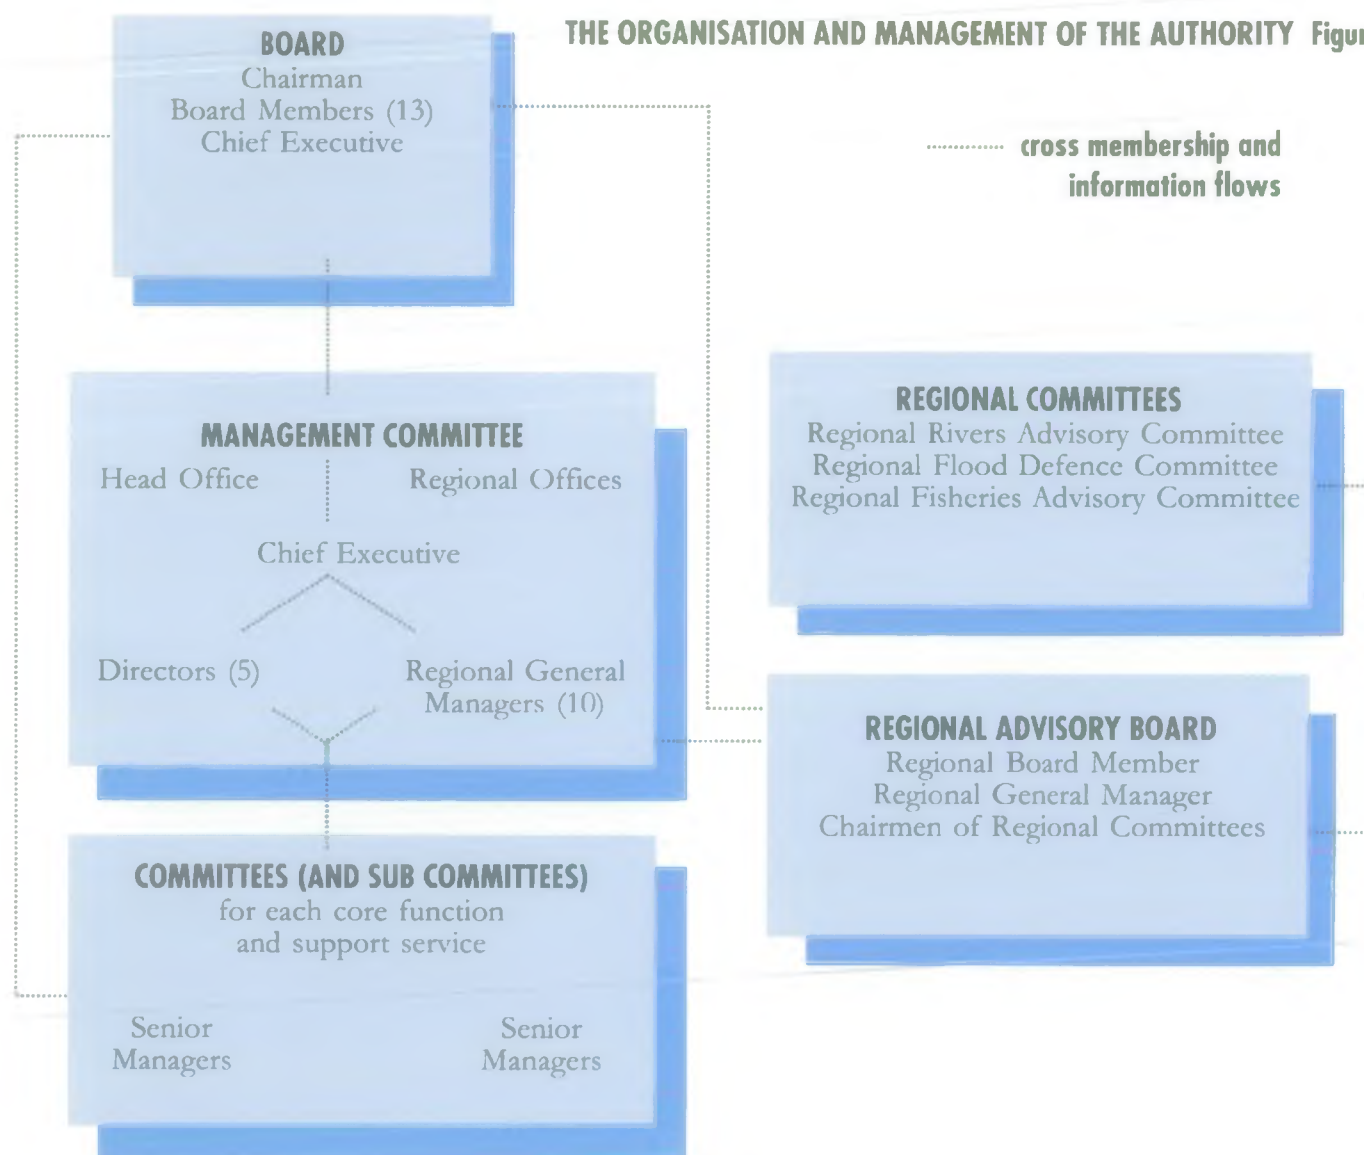 THE ORGANISATION AND MANAGEMENT OF THE AUTHORITY
cross membership and
information flows
BOARD
Chairman
Board Members (13)
Chief Executive
MANAGEMENT COMMITTEE
Head Office
Regional Offices
Chief Executive
Directors (5)
Regional General
Managers (10)
COMMITTEES (AND SUB COMMITTEES)
for each core function
and support service
Senior
Managers
Senior
Managers
REGIONAL COMMITTEES
Regional Rivers Advisory Committee
Regional Flood Defence Committee
Regional Fisheries Advisory Committee
REGIONAL ADVISORY BOARD
Regional Board Member
Regional General Manager
Chairmen of Regional Committees